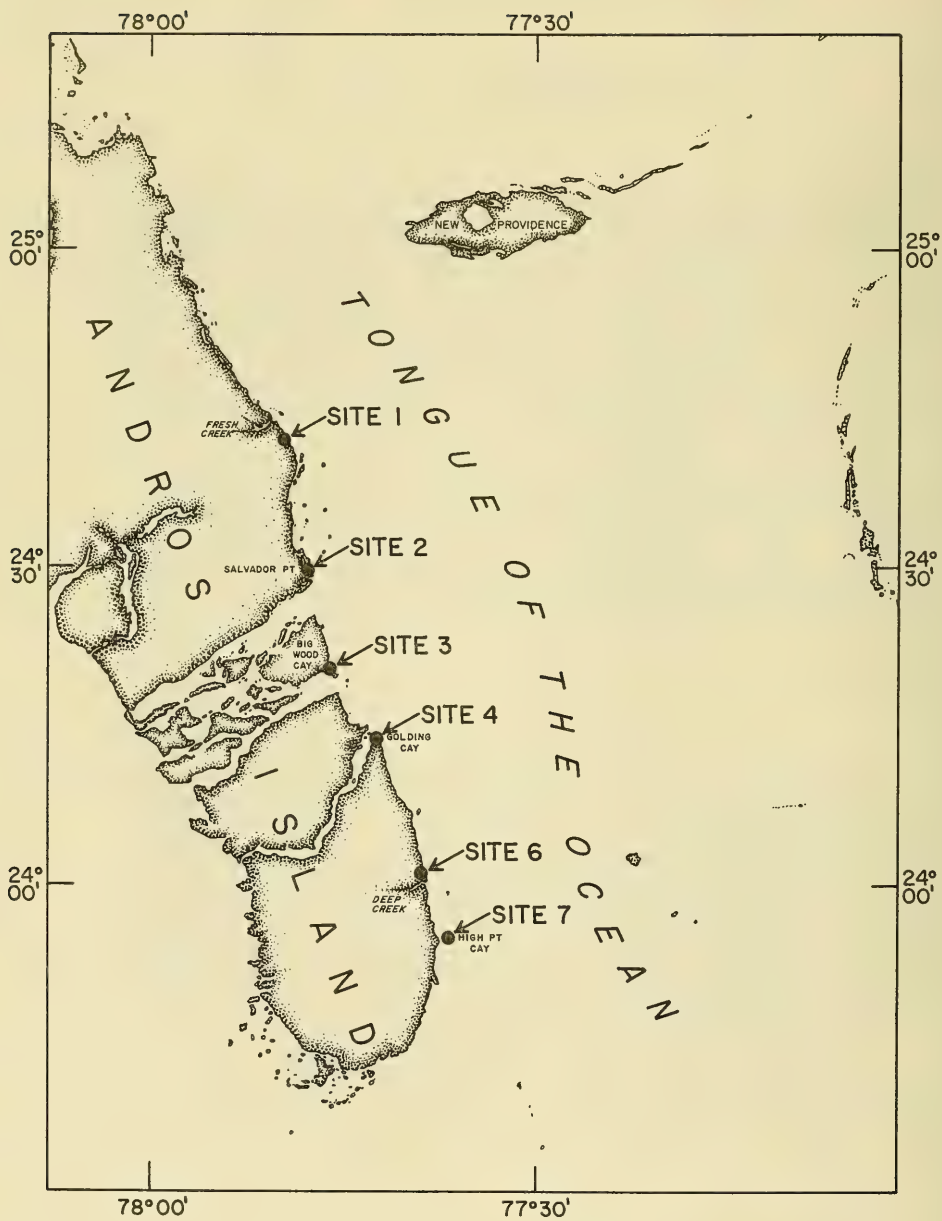 78°00'
77°30'
NEW PROVIDENCE
25°
00'
25°
00'
TONGUE OF THE OCEAN
ANDROS ISLAND
FRESH
CREEK
SITE 1
SITE 2
SALVADOR PT
24°
30'
24°
30'
BIG
WOOD
CAY
SITE 3
SITE 4
GOLDING
CAY
SITE 6
24°
00'
24°
00'
DEEP
CREEK
SITE 7
HIGH PT
CAY
78°00'
77°30'